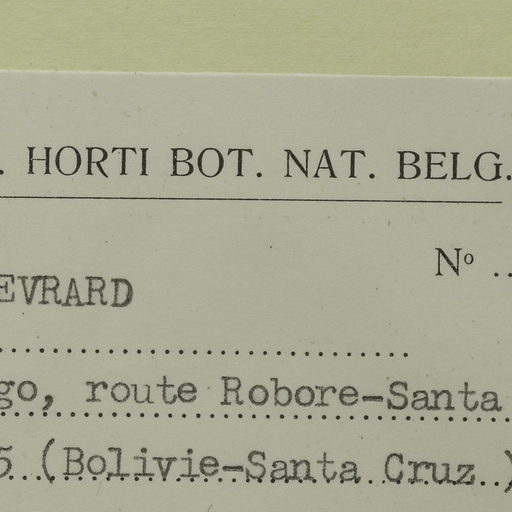 . HORTI BOT. NAT. BELG.
Nº ..
EVRARD
go, route Robore-Santa
5 (Bolivie-Santa Cruz )